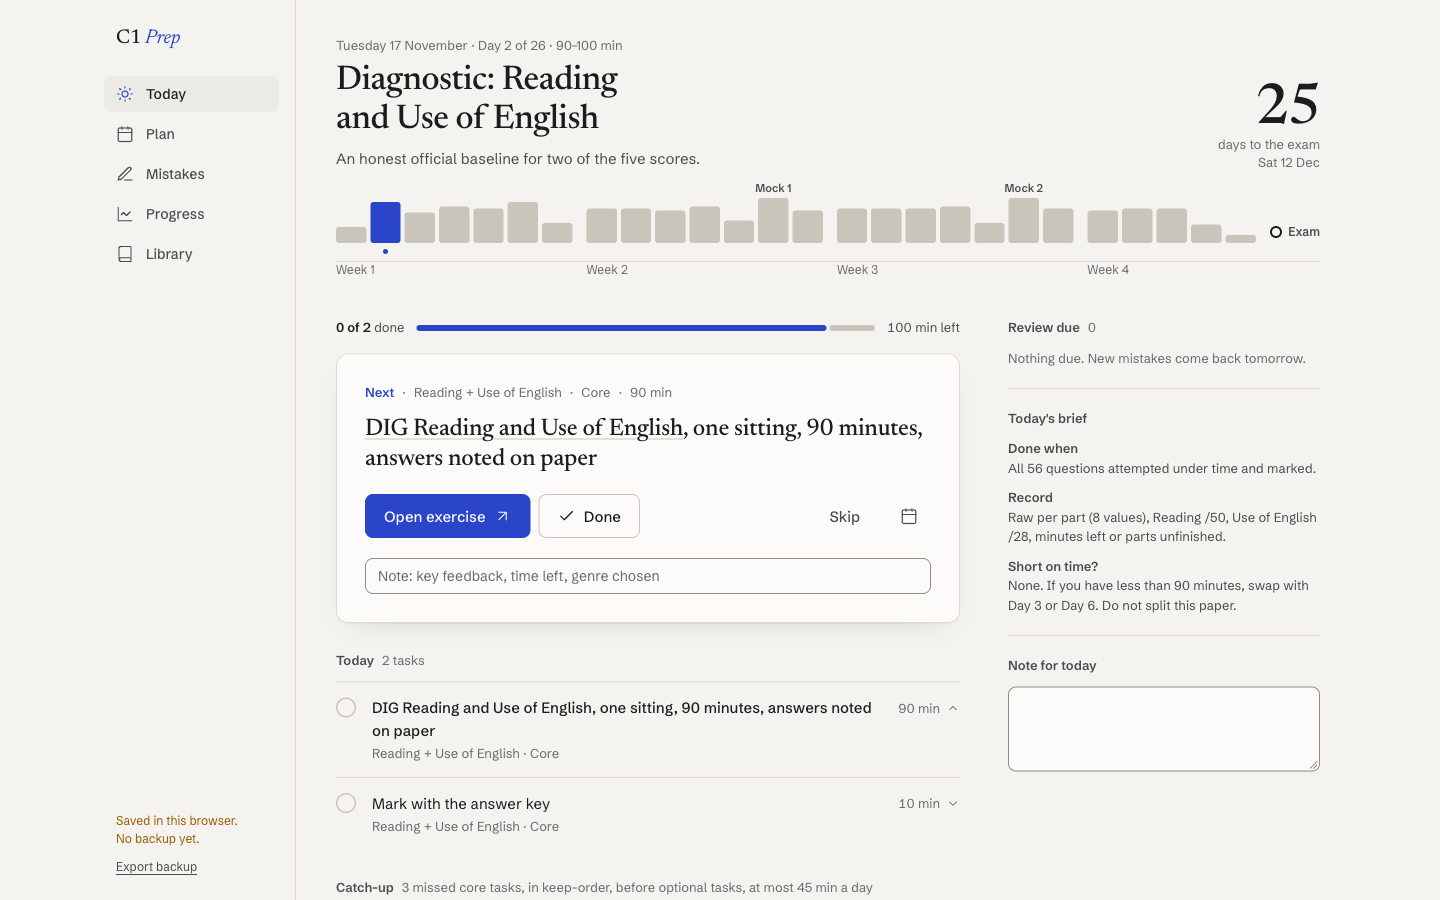 C1 Prep
Today
Plan
Mistakes
Progress
Library
Saved in this browser.
No backup yet.
Export backup
Tuesday 17 November · Day 2 of 26 · 90–100 min
Diagnostic: Reading
and Use of English
An honest official baseline for two of the five scores.
25
days to the exam
Sat 12 Dec
Mock 1
Mock 2
Exam
Week 1
Week 2
Week 3
Week 4
0 of 2 done
100 min left
Next · Reading + Use of English · Core · 90 min
DIG Reading and Use of English, one sitting, 90 minutes,
answers noted on paper
Open exercise
Done
Skip
Note: key feedback, time left, genre chosen
Today 2 tasks
DIG Reading and Use of English, one sitting, 90 minutes, answers noted
on paper
90 min
Reading + Use of English · Core
Mark with the answer key
10 min
Reading + Use of English · Core
Catch-up 3 missed core tasks, in keep-order, before optional tasks, at most 45 min a day
Review due 0
Nothing due. New mistakes come back tomorrow.
Today's brief
Done when
All 56 questions attempted under time and marked.
Record
Raw per part (8 values), Reading /50, Use of English
/28, minutes left or parts unfinished.
Short on time?
None. If you have less than 90 minutes, swap with
Day 3 or Day 6. Do not split this paper.
Note for today